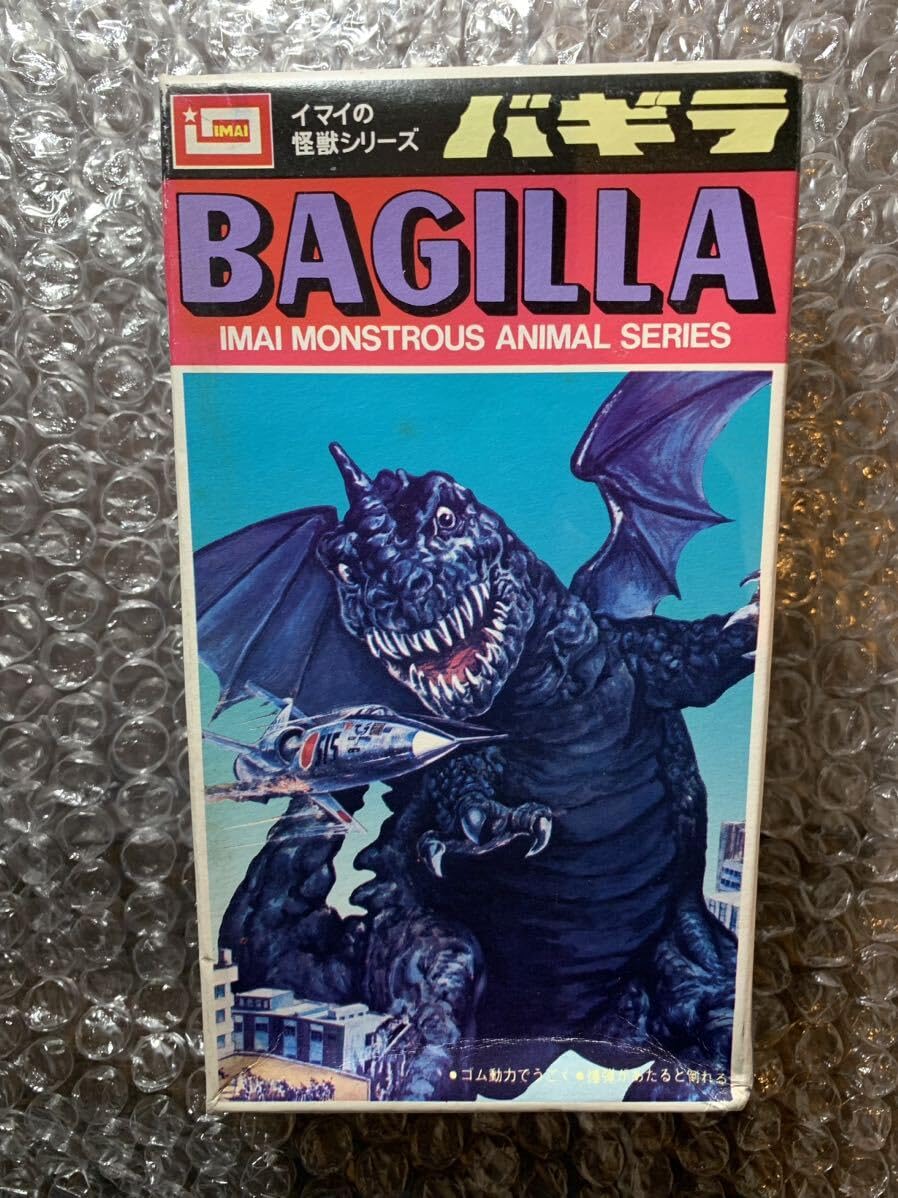 IMAI
イマイの
怪獣シリーズ
バギラ
BAGILLA
IMAI MONSTROUS ANIMAL SERIES
515
●ゴム動力でうごく●爆弾があたると倒れる